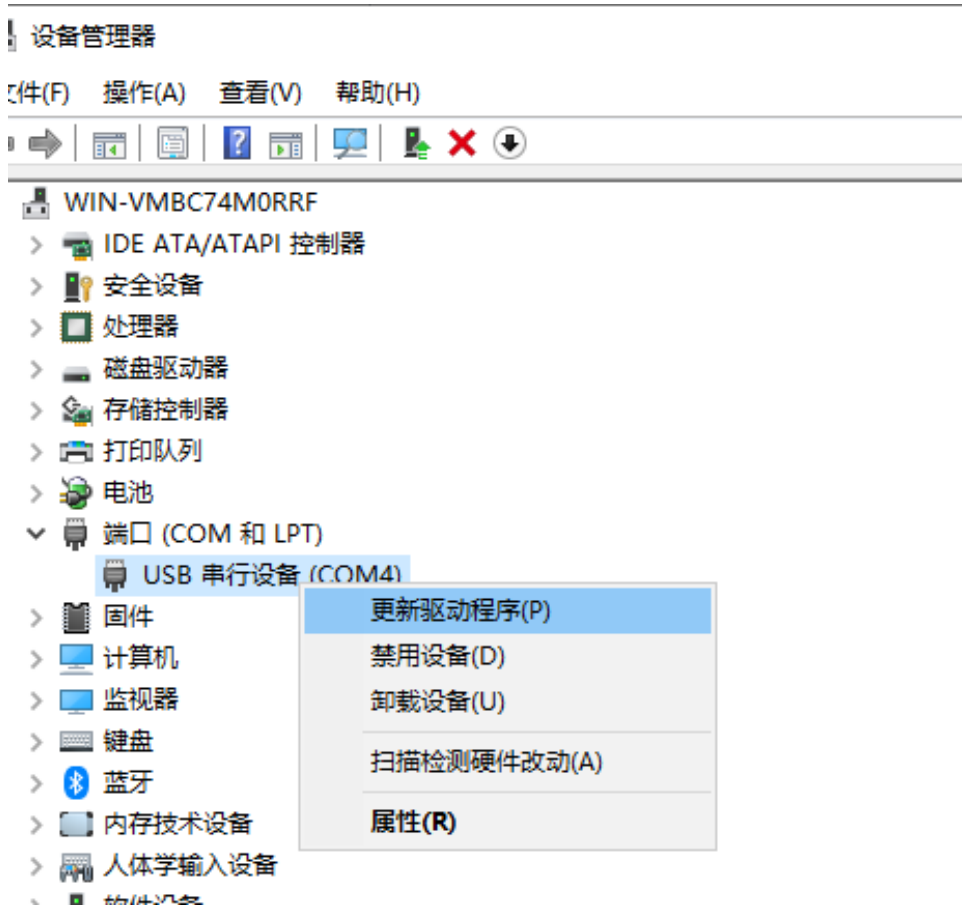 设备管理器
文件(F) 操作(A) 查看(V) 帮助(H)
WIN-VMBC74M0RRF
IDE ATA/ATAPI 控制器
安全设备
处理器
磁盘驱动器
存储控制器
打印队列
电池
端口 (COM 和 LPT)
USB 串行设备 (COM4)
更新驱动程序(P)
禁用设备(D)
卸载设备(U)
扫描检测硬件改动(A)
属性(R)
固件
计算机
监视器
键盘
蓝牙
内存技术设备
人体学输入设备
软件设备